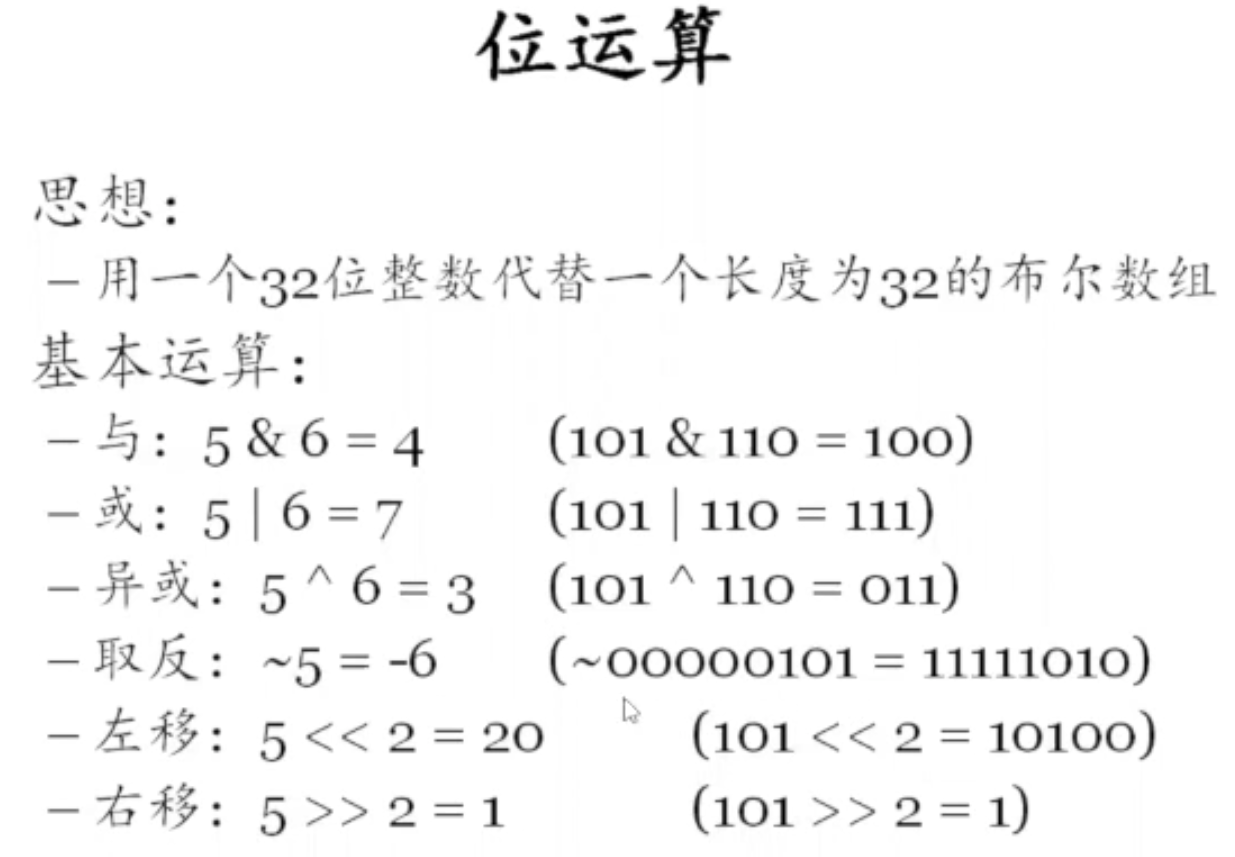 位运算
思想：
– 用一个32位整数代替一个长度为32的布尔数组
基本运算：
– 与：5 & 6 = 4 (101 & 110 = 100)
– 或：5 | 6 = 7 (101 | 110 = 111)
– 异或：5 ^ 6 = 3 (101 ^ 110 = 011)
– 取反：~5 = -6 (~00000101 = 11111010)
– 左移：5 << 2 = 20 (101 << 2 = 10100)
– 右移：5 >> 2 = 1 (101 >> 2 = 1)